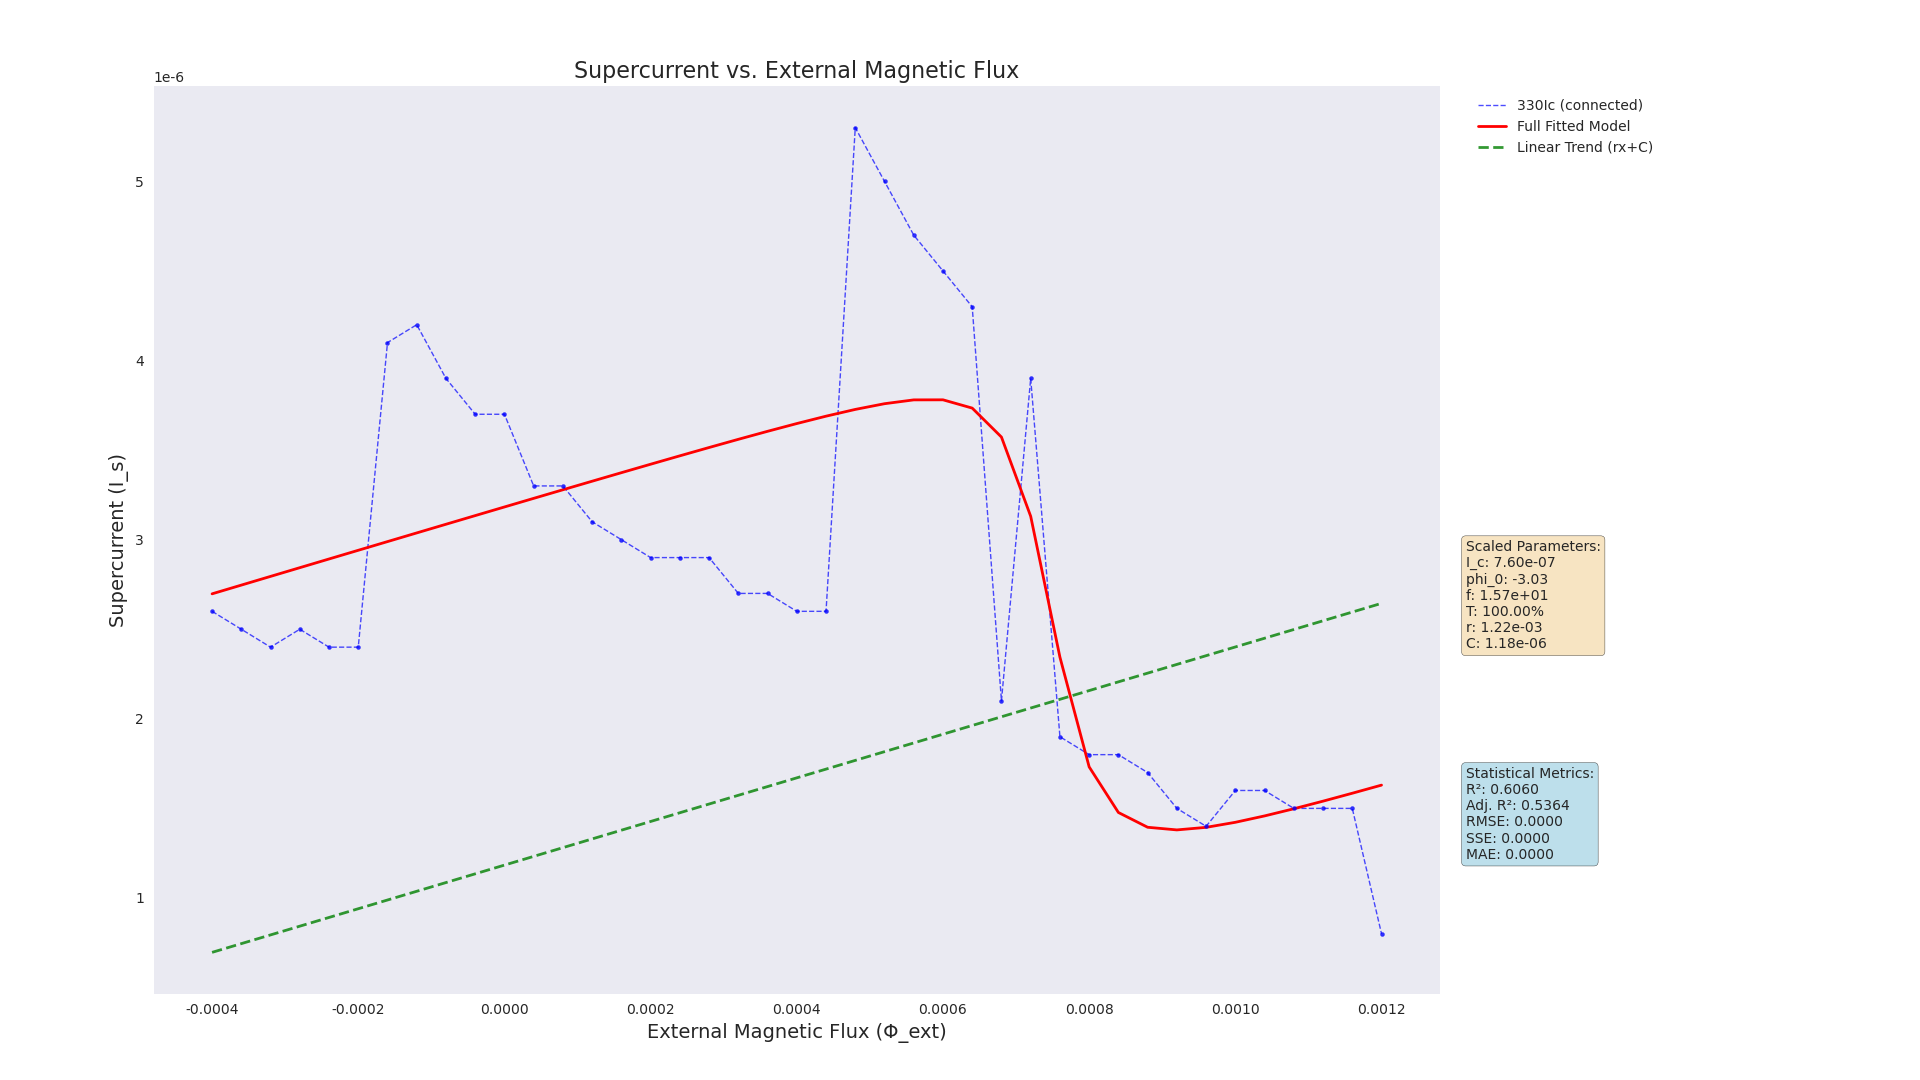 Supercurrent vs. External Magnetic Flux
1e-6
5
4
3
2
1
Supercurrent (I_s)
-0.0004
-0.0002
0.0000
0.0002
0.0004
0.0006
0.0008
0.0010
0.0012
External Magnetic Flux (Φ_ext)
330Ic (connected)
Full Fitted Model
Linear Trend (rx+C)
Scaled Parameters:
I_c: 7.60e-07
phi_0: -3.03
f: 1.57e+01
T: 100.00%
r: 1.22e-03
C: 1.18e-06
Statistical Metrics:
R²: 0.6060
Adj. R²: 0.5364
RMSE: 0.0000
SSE: 0.0000
MAE: 0.0000